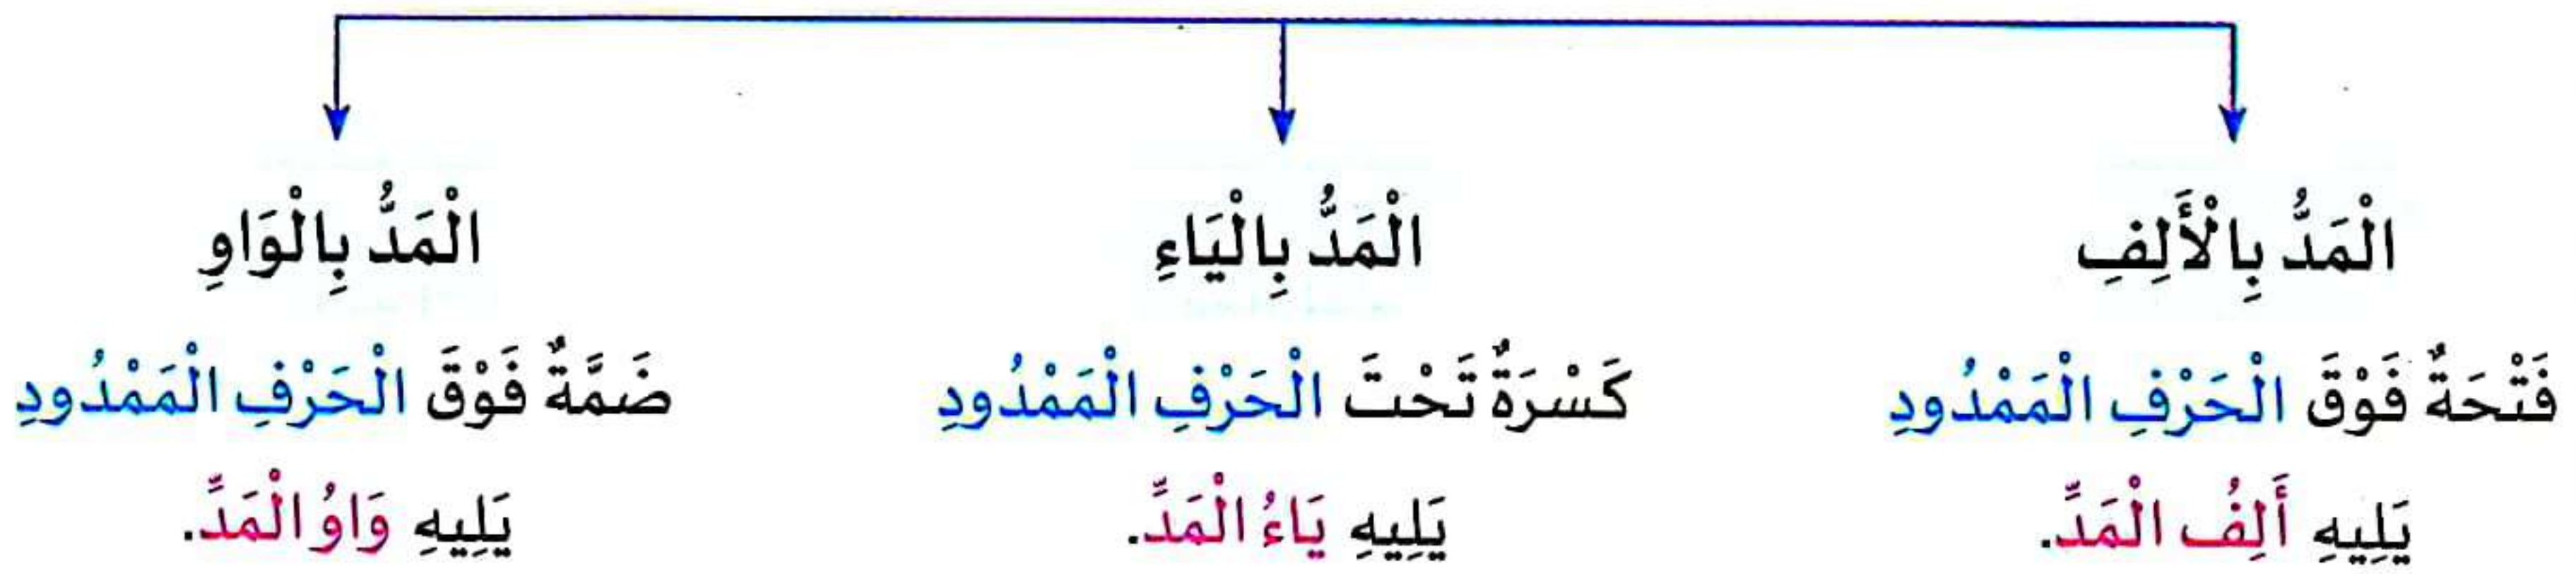 الْمَدُّ بِالْأَلِفِ
فَتْحَةٌ فَوْقَ الْحَرْفِ الْمَمْدُودِ
يَلِيهِ أَلِفُ الْمَدِّ.
الْمَدُّ بِالْيَاءِ
كَسْرَةٌ تَحْتَ الْحَرْفِ الْمَمْدُودِ
يَلِيهِ يَاءُ الْمَدِّ.
الْمَدُّ بِالْوَاوِ
ضَمَّةٌ فَوْقَ الْحَرْفِ الْمَمْدُودِ
يَلِيهِ وَاوُ الْمَدِّ.